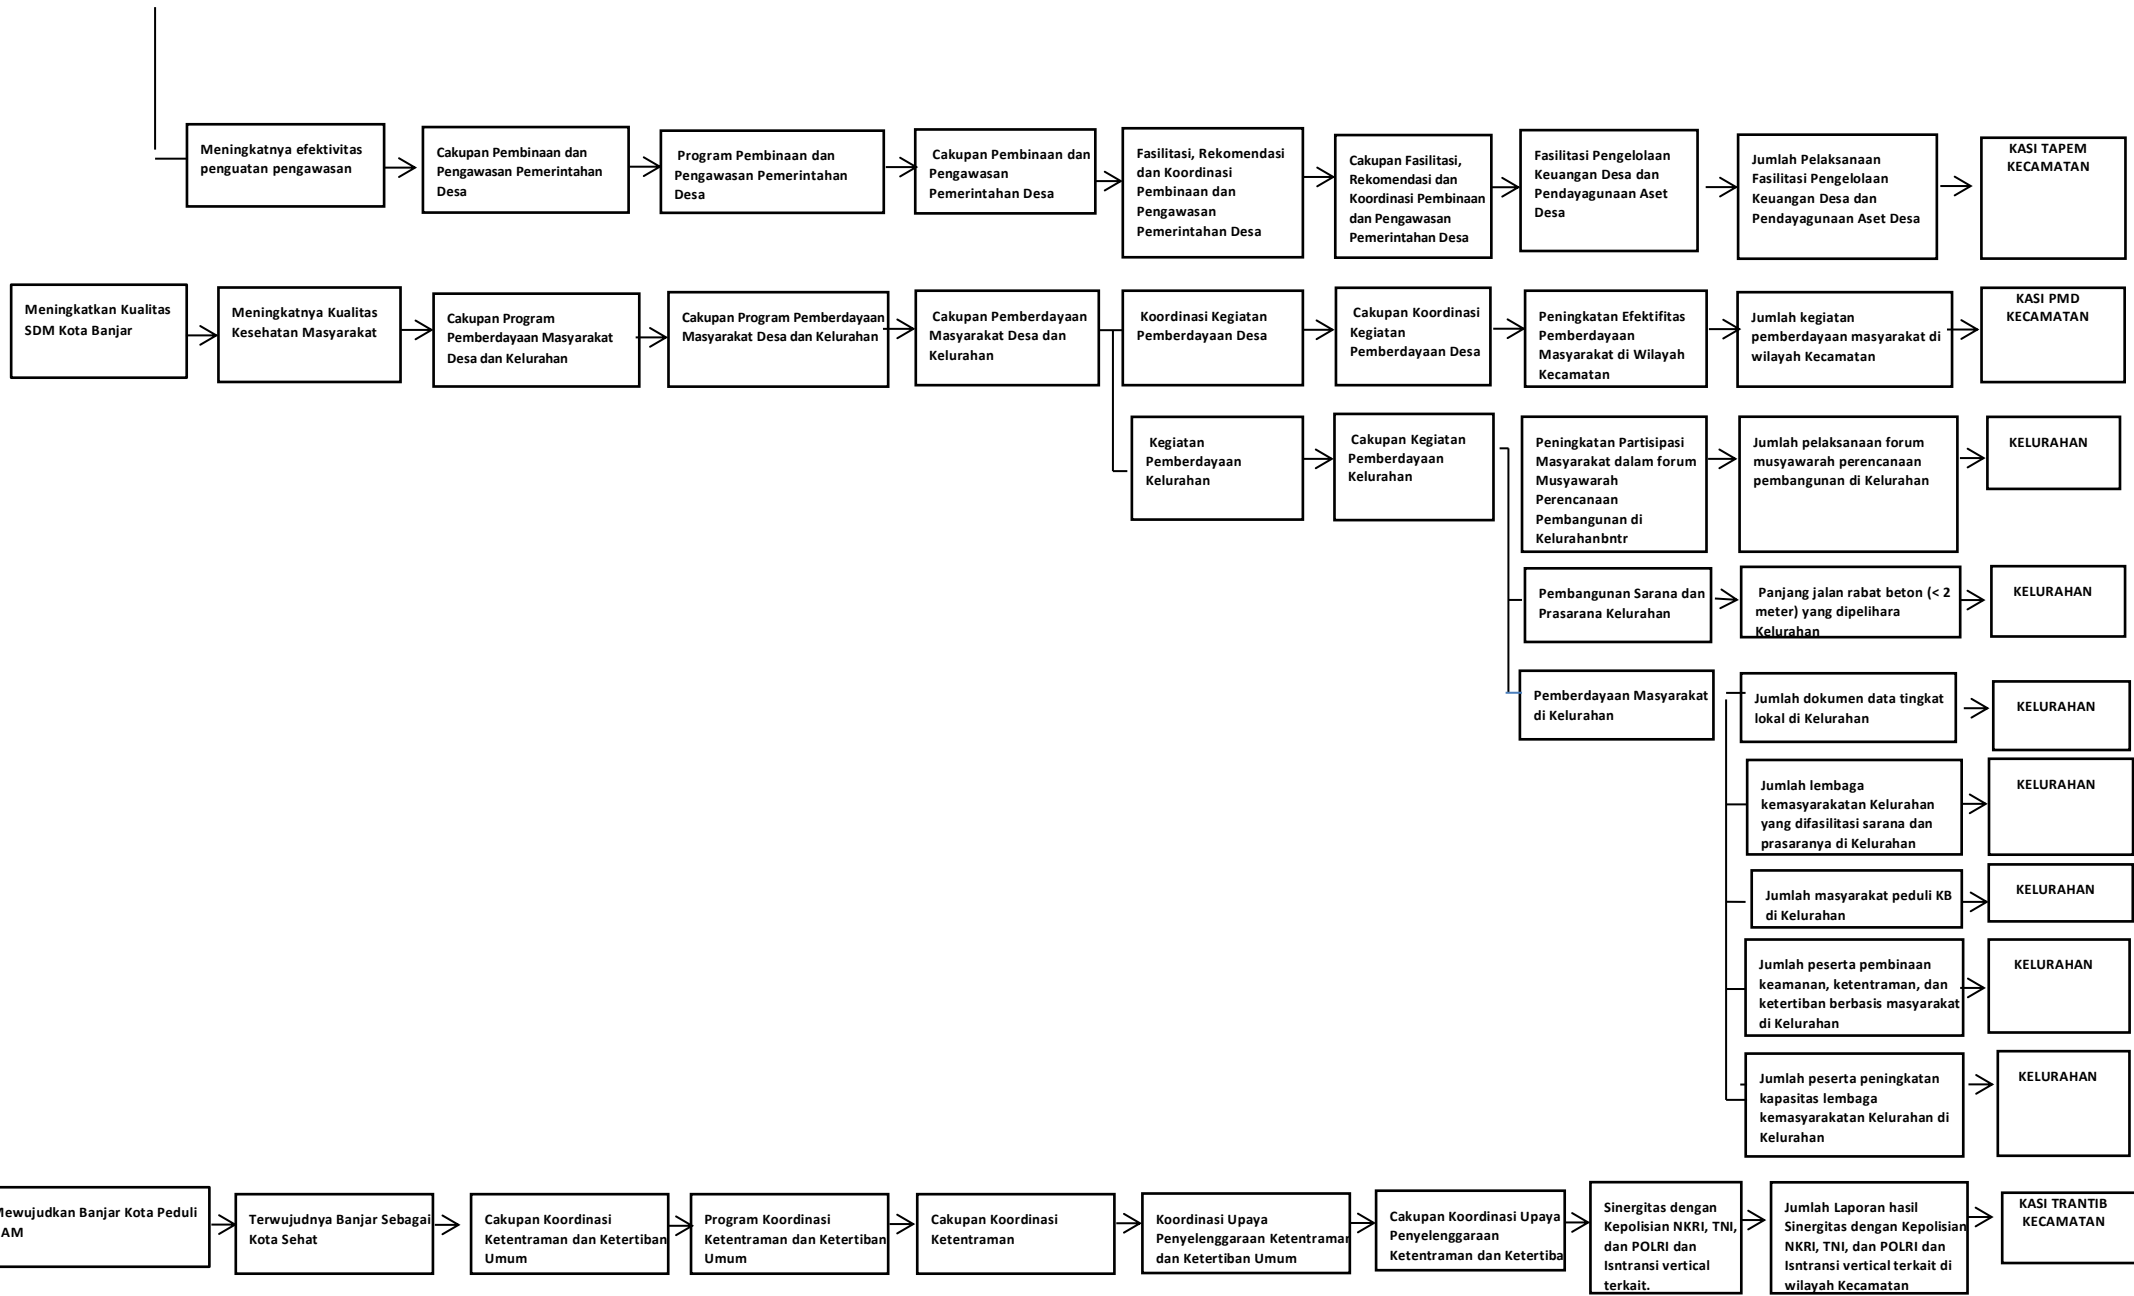 Meningkatnya efektivitas
penguatan pengawasan
Cakupan Pembinaan dan
Pengawasan Pemerintahan
Desa
Program Pembinaan dan
Pengawasan Pemerintahan
Desa
Cakupan Pembinaan dan
Pengawasan
Pemerintahan Desa
Fasilitasi, Rekomendasi
dan Koordinasi
Pembinaan dan
Pengawasan
Pemerintahan Desa
Cakupan Fasilitasi,
Rekomendasi dan
Koordinasi Pembinaan
dan Pengawasan
Pemerintahan Desa
Fasilitasi Pengelolaan
Keuangan Desa dan
Pendayagunaan Aset
Desa
Jumlah Pelaksanaan
Fasilitasi Pengelolaan
Keuangan Desa dan
Pendayagunaan Aset Desa
KASI TAPEM
KECAMATAN
Meningkatkan Kualitas
SDM Kota Banjar
Meningkatnya Kualitas
Kesehatan Masyarakat
Cakupan Program
Pemberdayaan Masyarakat
Desa dan Kelurahan
Cakupan Program Pemberdayaan
Masyarakat Desa dan Kelurahan
Cakupan Pemberdayaan
Masyarakat Desa dan
Kelurahan
Koordinasi Kegiatan
Pemberdayaan Desa
Cakupan Koordinasi
Kegiatan
Pemberdayaan Desa
Peningkatan Efektifitas
Pemberdayaan
Masyarakat di Wilayah
Kecamatan
Jumlah kegiatan
pemberdayaan masyarakat di
wilayah Kecamatan
KASI PMD
KECAMATAN
Kegiatan
Pemberdayaan
Kelurahan
Cakupan Kegiatan
Pemberdayaan
Kelurahan
Peningkatan Partisipasi
Masyarakat dalam forum
Musyawarah
Perencanaan
Pembangunan di
Kelurahanbntr
Jumlah pelaksanaan forum
musyawarah perencanaan
pembangunan di Kelurahan
KELURAHAN
Pembangunan Sarana dan
Prasarana Kelurahan
Panjang jalan rabat beton (< 2
meter) yang dipelihara
Kelurahan
KELURAHAN
Pemberdayaan Masyarakat
di Kelurahan
Jumlah dokumen data tingkat
lokal di Kelurahan
KELURAHAN
Jumlah lembaga
kemasyarakatan Kelurahan
yang difasilitasi sarana dan
prasaranya di Kelurahan
KELURAHAN
Jumlah masyarakat peduli KB
di Kelurahan
KELURAHAN
Jumlah peserta pembinaan
keamanan, ketentraman, dan
ketertiban berbasis masyarakat
di Kelurahan
KELURAHAN
Jumlah peserta peningkatan
kapasitas lembaga
kemasyarakatan Kelurahan di
Kelurahan
KELURAHAN
Mewujudkan Banjar Kota Peduli
AM
Terwujudnya Banjar Sebagai
Kota Sehat
Cakupan Koordinasi
Ketentraman dan Ketertiban
Umum
Program Koordinasi
Ketentraman dan Ketertiban
Umum
Cakupan Koordinasi
Ketentraman
Koordinasi Upaya
Penyelenggaraan Ketentraman
dan Ketertiban Umum
Cakupan Koordinasi Upaya
Penyelenggaraan
Ketentraman dan Ketertiba
Sinergitas dengan
Kepolisian NKRI, TNI,
dan POLRI dan
Isntransi vertical
terkait.
Jumlah Laporan hasil
Sinergitas dengan Kepolisian
NKRI, TNI, dan POLRI dan
Isntransi vertical terkait di
wilayah Kecamatan
KASI TRANTIB
KECAMATAN